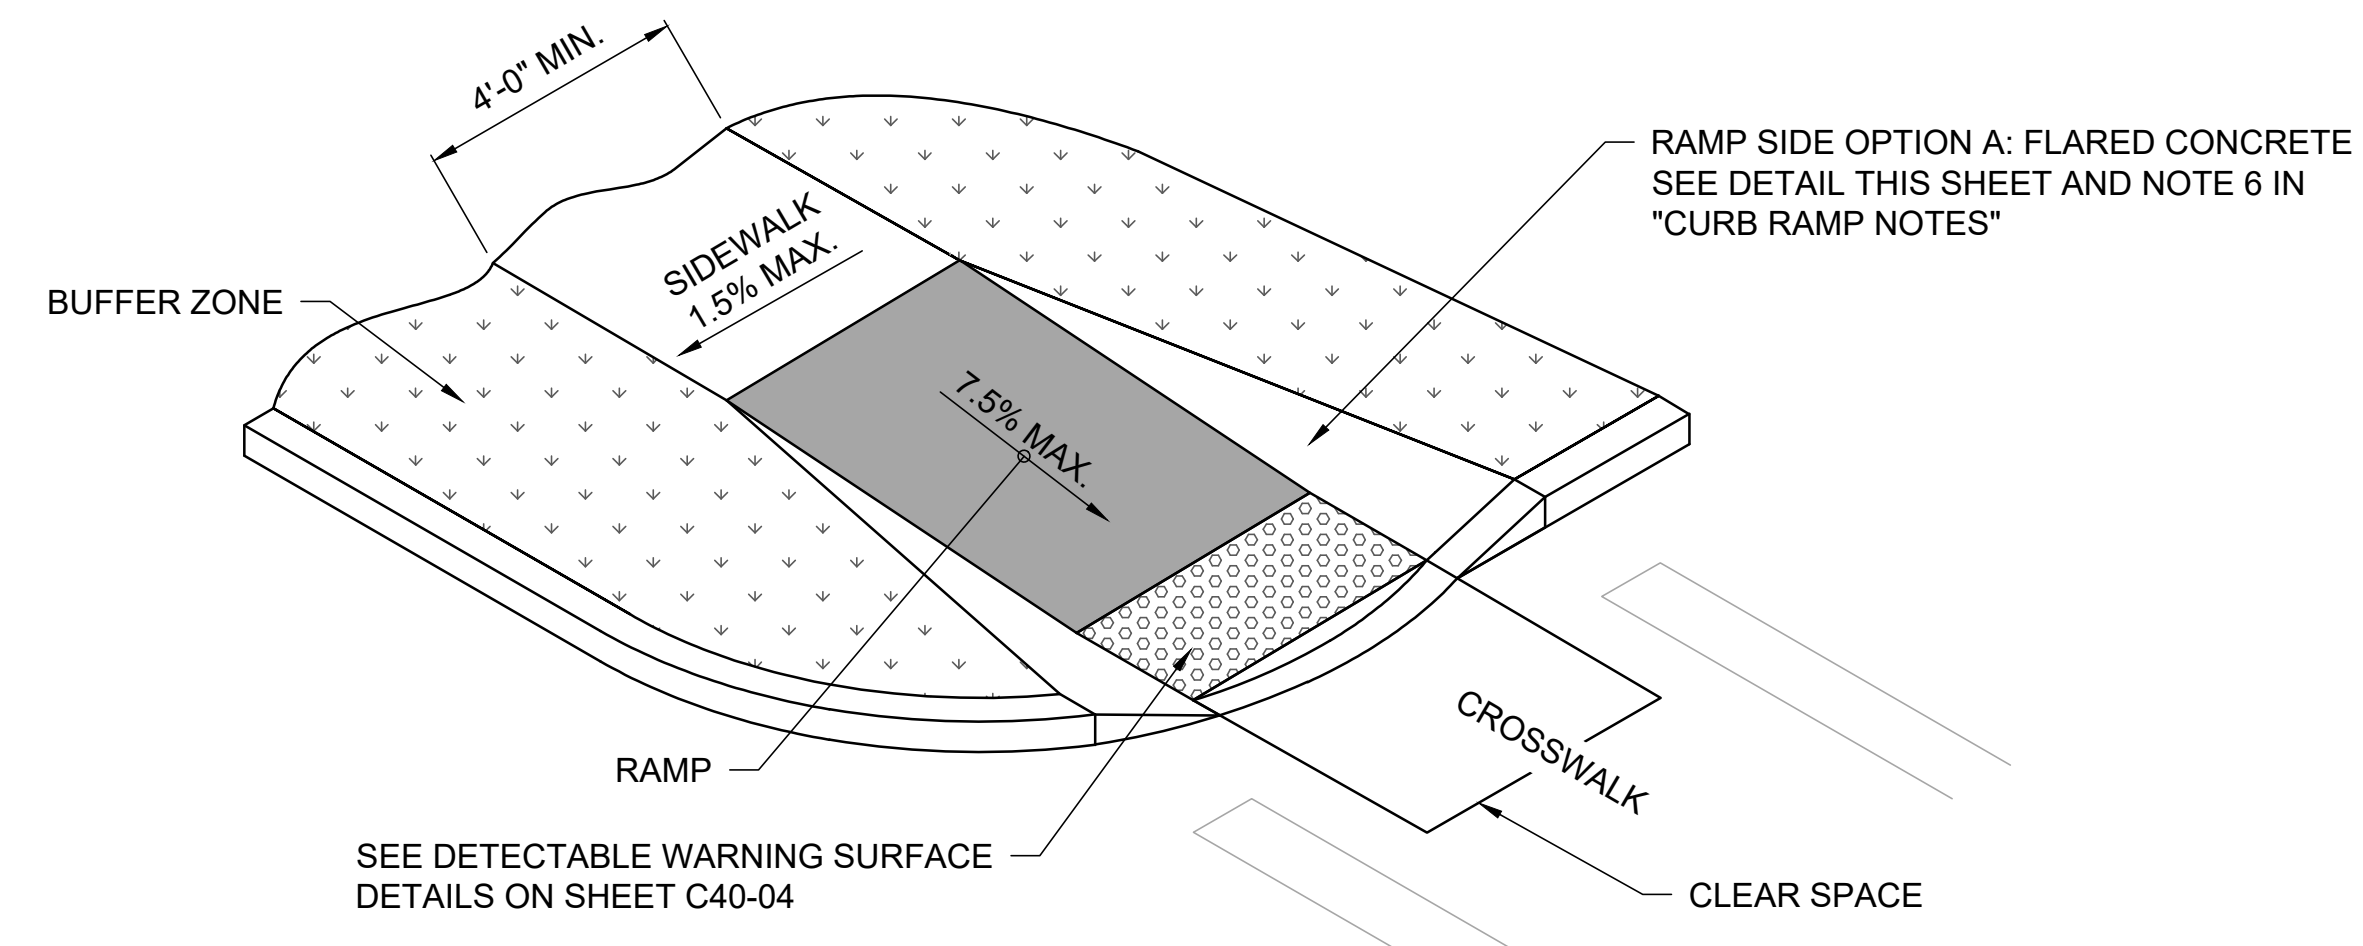 4'-0" MIN.
RAMP SIDE OPTION A: FLARED CONCRETE
SEE DETAIL THIS SHEET AND NOTE 6 IN
"CURB RAMP NOTES"
SIDEWALK
1.5% MAX.
BUFFER ZONE
7.5% MAX.
CROSSWALK
RAMP
SEE DETECTABLE WARNING SURFACE
DETAILS ON SHEET C40-04
CLEAR SPACE